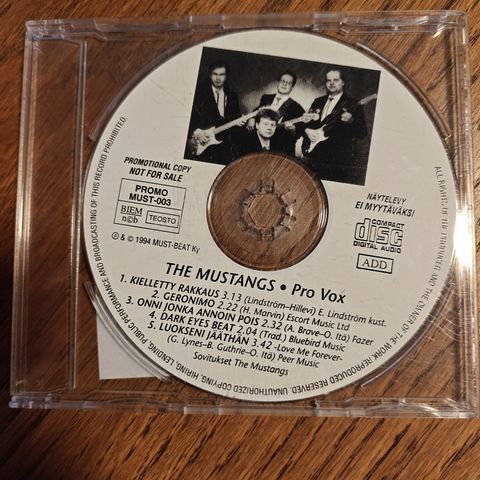 PROMOTIONAL COPY
NOT FOR SALE
PROMO
MUST-003
BIEM
n©b
TEOSTO
℗ & © 1994 MUST-BEAT Ky
NÄYTELEVY
EI MYYTÄVÄKSI
COMPACT
disc
DIGITAL AUDIO
ADD
THE MUSTANGS • Pro Vox
1. KIELLETTY RAKKAUS 3.13 (Lindström–Hillevi) E. Lindström kust.
2. GERONIMO 2.22 (H. Marvin) Escort Music Ltd
3. ONNI JONKA ANNOIN POIS 2.32 (A. Brave–O. Itä) Fazer
4. DARK EYES BEAT 2.04 (Trad.) Bluebird Music
5. LUOKSENI JÄÄTHÄN 3.42 -Love Me Forever-
(G. Lynes–B. Guthrie–O. Itä) Peer Music
Sovitukset The Mustangs
ALL RIGHTS OF THE PRODUCER AND THE OWNER OF THE WORK REPRODUCED RESERVED. UNAUTHORIZED COPYING, HIRING, LENDING, PUBLIC PERFORMANCE AND BROADCASTING OF THIS RECORD PROHIBITED.